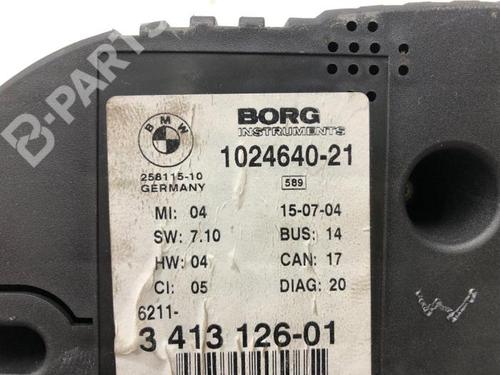 B-PARTS
BMW
BORG
INSTRUMENTS
1024640-21
258115-10
GERMANY
589
MI: 04
15-07-04
SW: 7.10
BUS: 14
HW: 04
CAN: 17
CI: 05
DIAG: 20
6211-
3 413 126-01